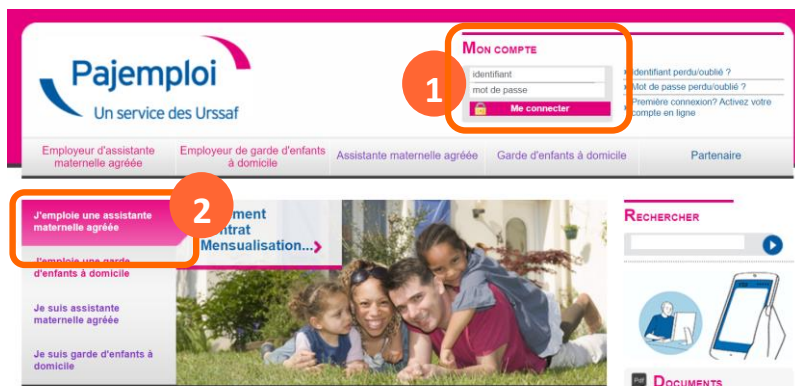 Pajemploi
Un service des Urssaf
MON COMPTE
identifiant
mot de passe
Me connecter
1
identifiant perdu/oublié ?
Mot de passe perdu/oublié ?
Première connexion? Activez votre
compte en ligne
Employeur d'assistante
maternelle agréée
Employeur de garde d'enfants
à domicile
Assistante maternelle agréée
Garde d'enfants à domicile
Partenaire
J'emploie une assistante
maternelle agréée
2
J'emploie une garde
d'enfants à domicile
Je suis assistante
maternelle agréée
Je suis garde d'enfants à
domicile
Mensualisation...
RECHERCHER
Pdf
DOCUMENTS